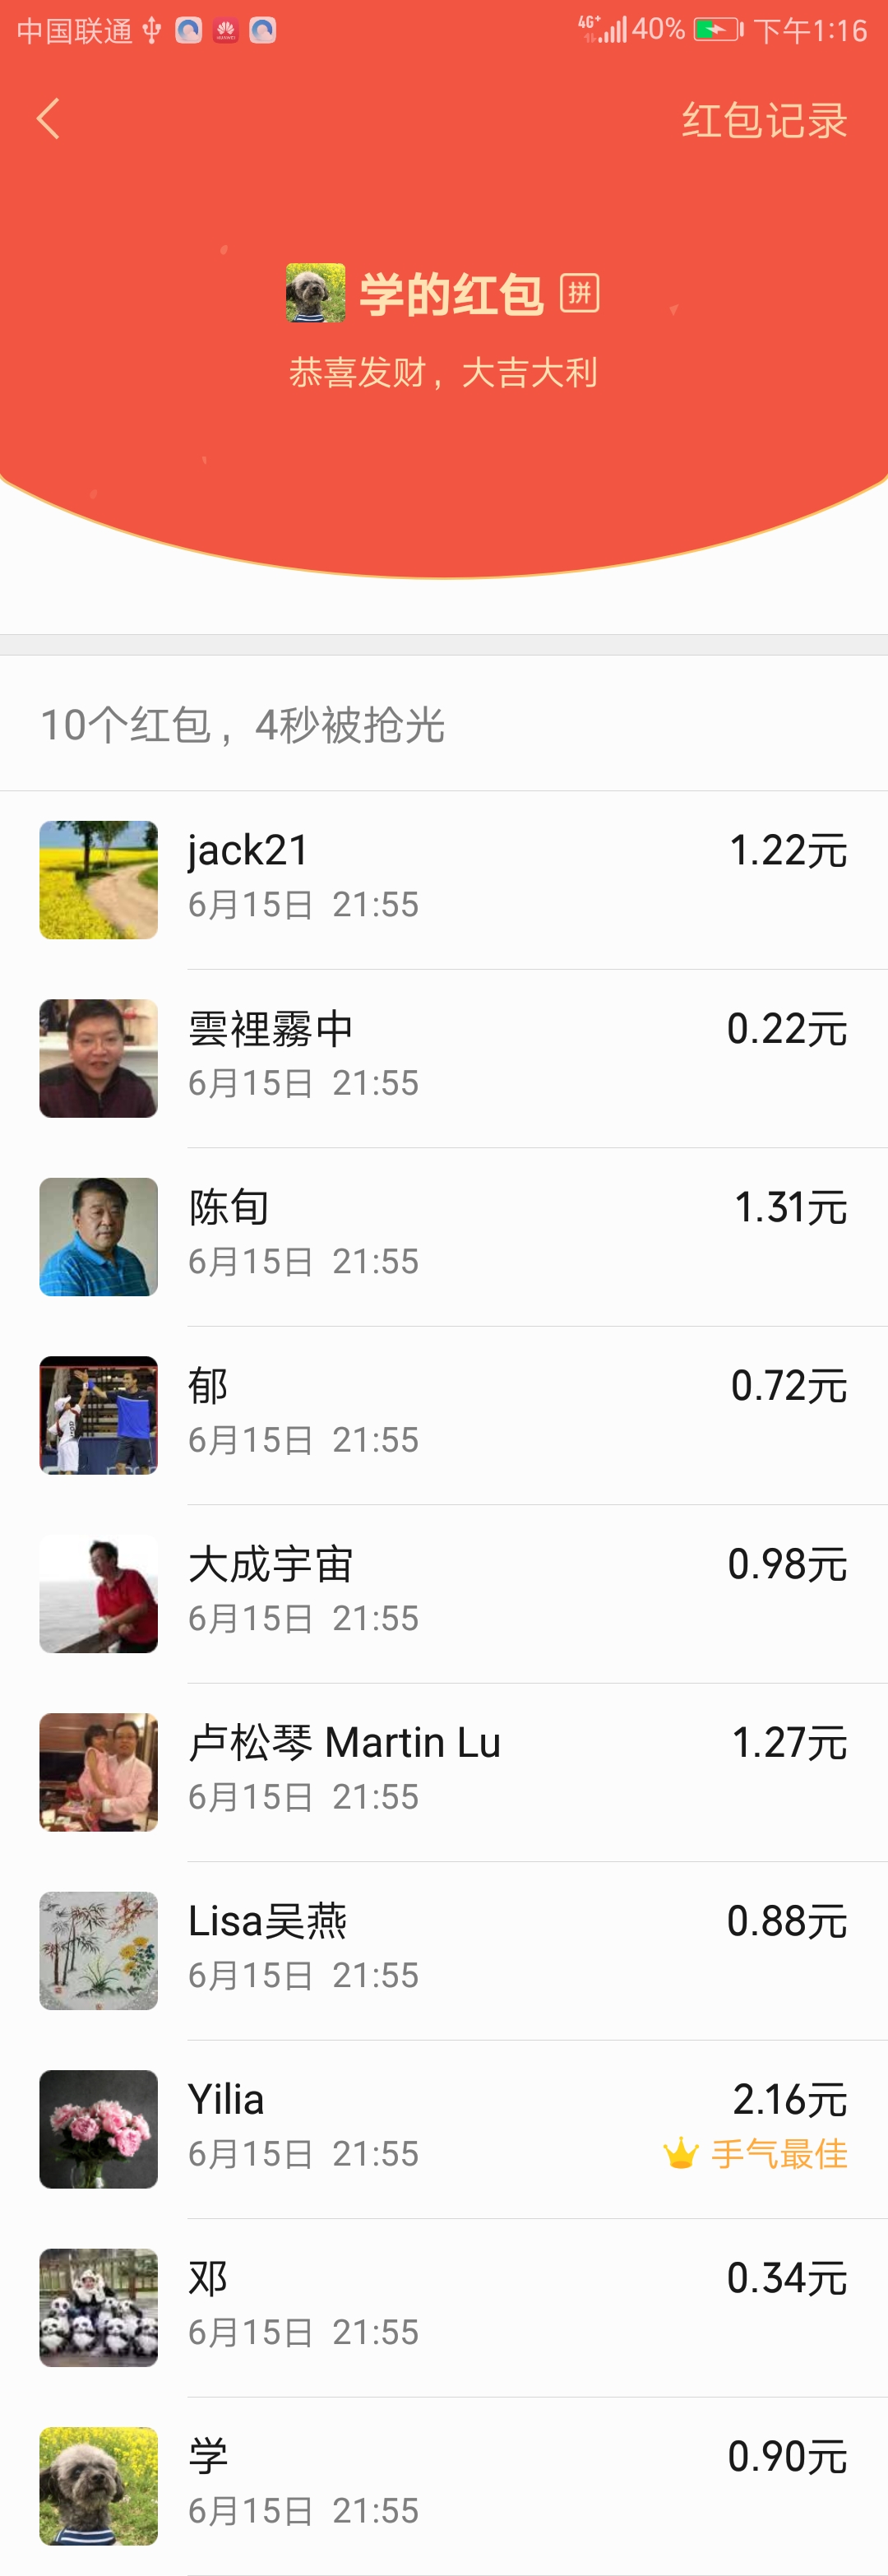 中国联通 4G+ 40% 下午1:16
红包记录
学的红包 拼
恭喜发财，大吉大利
10个红包，4秒被抢光
jack21 1.22元
6月15日 21:55
雲裡霧中 0.22元
6月15日 21:55
陈旬 1.31元
6月15日 21:55
郁 0.72元
6月15日 21:55
大成宇宙 0.98元
6月15日 21:55
卢松琴 Martin Lu 1.27元
6月15日 21:55
Lisa吴燕 0.88元
6月15日 21:55
Yilia 2.16元
6月15日 21:55 手气最佳
邓 0.34元
6月15日 21:55
学 0.90元
6月15日 21:55